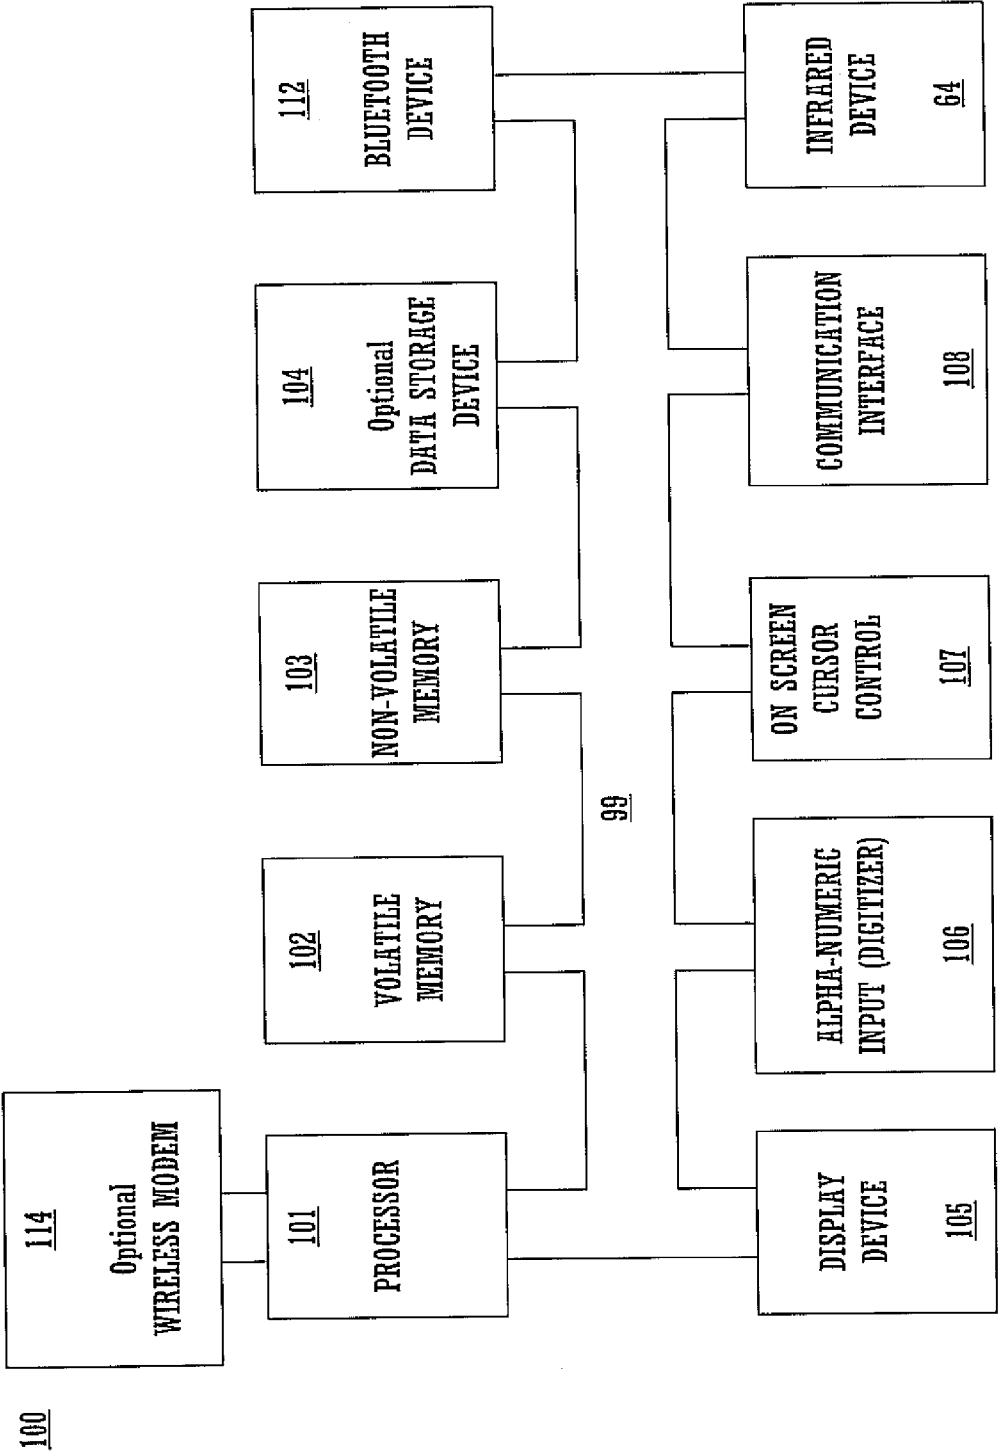 100
114
Optional
WIRELESS MODEM
101
PROCESSOR
102
VOLATILE
MEMORY
103
NON-VOLATILE
MEMORY
104
Optional
DATA STORAGE
DEVICE
112
BLUETOOTH
DEVICE
99
DISPLAY
DEVICE
105
ALPHA-NUMERIC
INPUT (DIGITIZER)
106
ON SCREEN
CURSOR
CONTROL
107
COMMUNICATION
INTERFACE
108
INFRARED
DEVICE
64